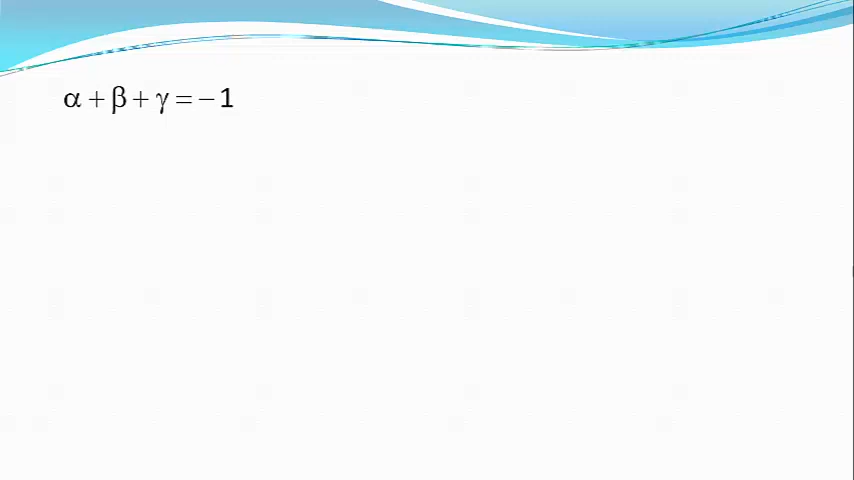 α + β + γ = − 1